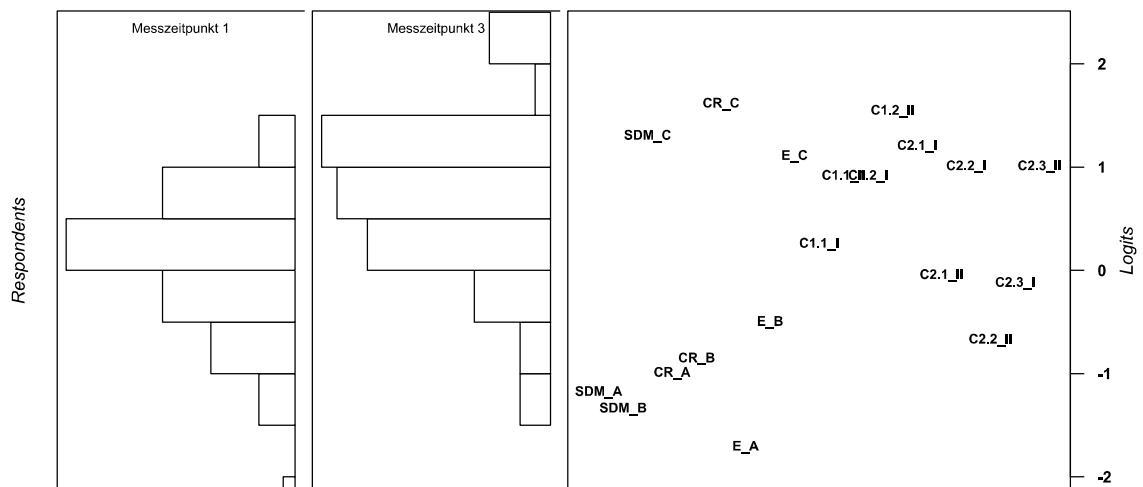 Messzeitpunkt 1
Messzeitpunkt 3
Respondents
2
CR_C
C1.2_II
SDM_C
C2.1_I
E_C
1
C2.2_I
C2.3_II
C1.1_II
C1.2_I
C1.1_I
0
C2.1_II
C2.3_I
Logits
E_B
C2.2_II
CR_B
-1
CR_A
SDM_A
SDM_B
E_A
-2